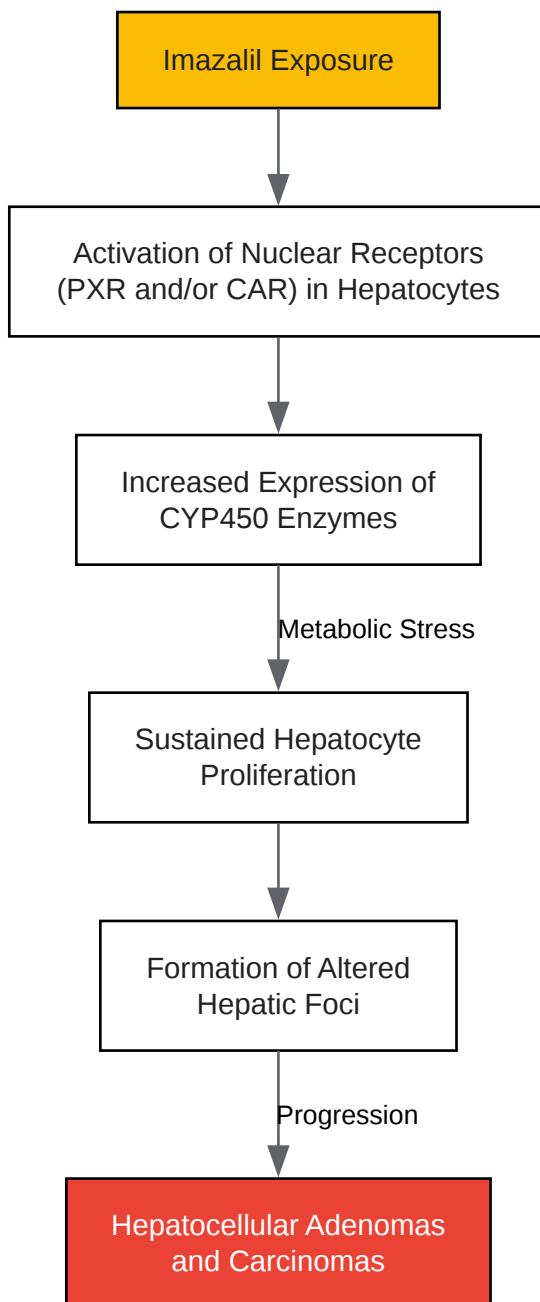 Imazalil Exposure
Activation of Nuclear Receptors
(PXR and/or CAR) in Hepatocytes
Increased Expression of
CYP450 Enzymes
Metabolic Stress
Sustained Hepatocyte
Proliferation
Formation of Altered
Hepatic Foci
Progression
Hepatocellular Adenomas
and Carcinomas